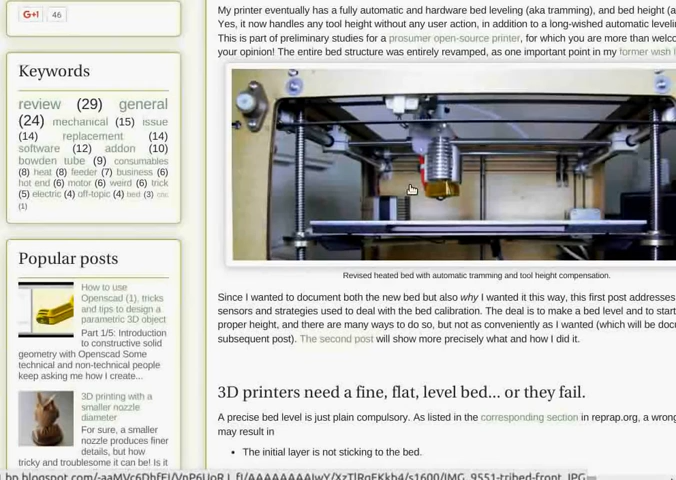 G+1 46
Keywords
review (29) general
(24) mechanical (15) issue
(14) replacement (14)
software (12) addon (10)
bowden tube (9) consumables
(8) heat (8) feeder (7) business (6)
hot end (6) motor (6) weird (6) trick
(5) electric (4) off-topic (4) bed (3) cnc
(1)
Popular posts
How to use
Openscad (1), tricks
and tips to design a
parametric 3D object
Part 1/5: Introduction
to constructive solid
geometry with Openscad Some
technical and non-technical people
keep asking me how I create...
3D printing with a
smaller nozzle
diameter
For sure, a smaller
nozzle produces finer
details, but how
tricky and troublesome it can be! Is it
My printer eventually has a fully automatic and hardware bed leveling (aka tramming), and bed height (a
Yes, it now handles any tool height without any user action, in addition to a long-wished automatic leveli
This is part of preliminary studies for a prosumer open-source printer, for which you are more than welco
your opinion! The entire bed structure was entirely revamped, as one important point in my former wish l
Revised heated bed with automatic tramming and tool height compensation.
Since I wanted to document both the new bed but also why I wanted it this way, this first post addresses
sensors and strategies used to deal with the bed calibration. The deal is to make a bed level and to start
proper height, and there are many ways to do so, but not as conveniently as I wanted (which will be docu
subsequent post). The second post will show more precisely what and how I did it.
3D printers need a fine, flat, level bed... or they fail.
A precise bed level is just plain compulsory. As listed in the corresponding section in reprap.org, a wrong
may result in
• The initial layer is not sticking to the bed.